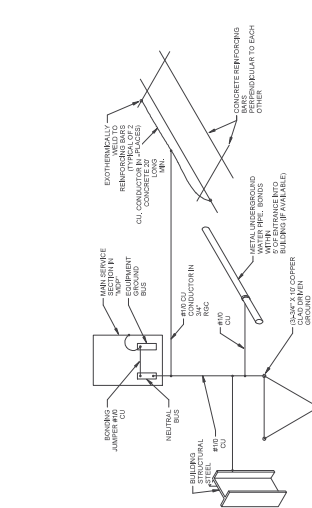 EXOTHERMICALLY
WELD TO
REINFORCING BARS
(TYPICAL OF 2
PLACES)
CU, CONDUCTOR IN
CONCRETE 20'
LONG
MIN.
CONCRETE REINFORCING
BARS
PERPENDICULAR TO EACH
OTHER
MAIN SERVICE
SECTION IN
"MDP"
EQUIPMENT
GROUND
BUS
BONDING
JUMPER #1/0
CU
NEUTRAL
BUS
#1/0 CU
CONDUCTOR IN
3/4"
RGC
#1/0
CU
METAL UNDERGROUND
WATER PIPE. BONDS
WITHIN
5' OF ENTRANCE INTO
BUILDING (IF AVAILABLE)
BUILDING
STRUCTURAL
STEEL
#1/0
CU
(3)-3/4" X 10' COPPER
CLAD DRIVEN
GROUND